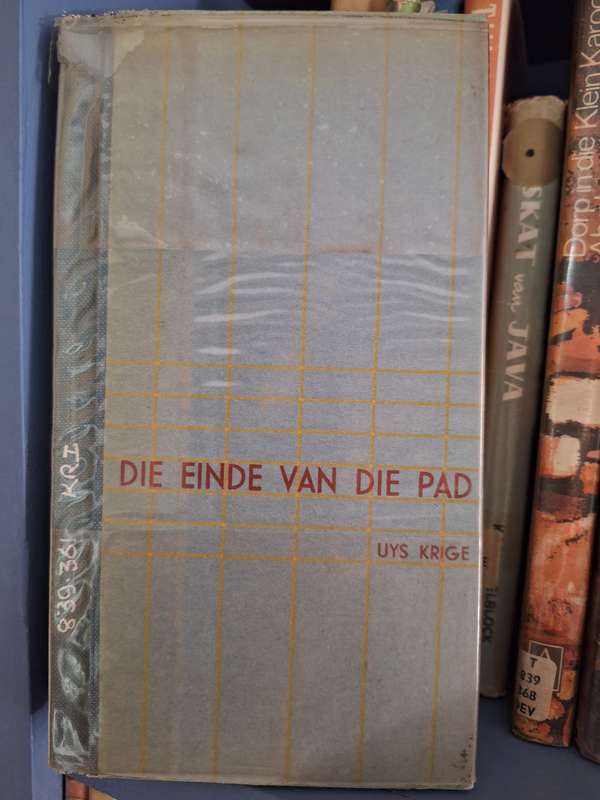 DIE EINDE VAN DIE PAD
UYS KRIGE
839.361 KRI
SKAT van JAVA
Dorp in die Klein Karoo
T
839
368
DEV